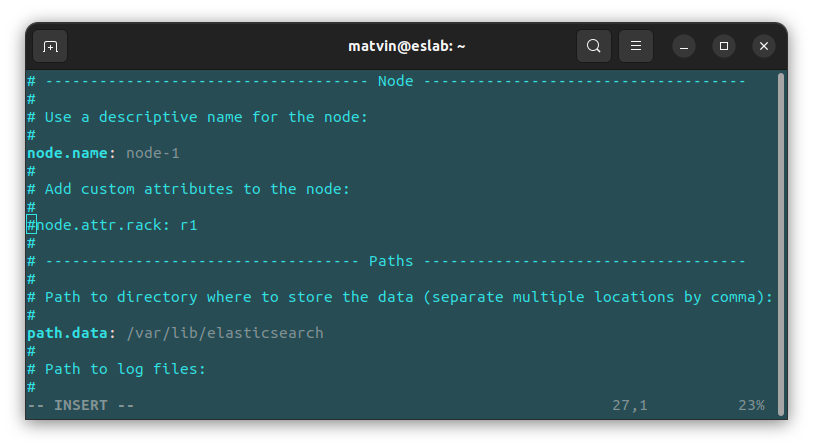 matvin@eslab: ~
# ------------------------------------ Node ------------------------------------
#
# Use a descriptive name for the node:
#
node.name: node-1
#
# Add custom attributes to the node:
#
#node.attr.rack: r1
#
# ----------------------------------- Paths ------------------------------------
#
# Path to directory where to store the data (separate multiple locations by comma):
#
path.data: /var/lib/elasticsearch
#
# Path to log files:
#
-- INSERT -- 27,1 23%